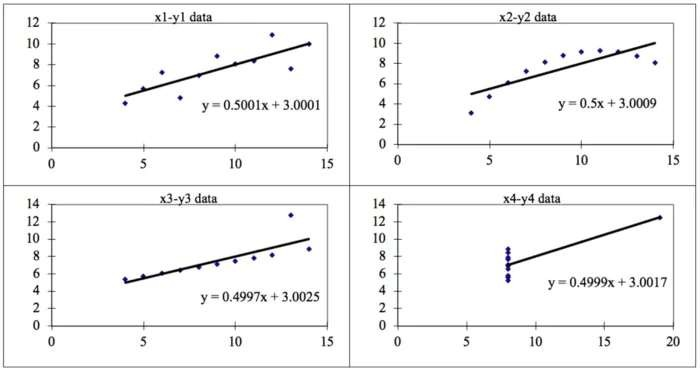 x1-y1 data
12
10
8
6
4
2
0
y = 0.5001x + 3.0001
0 5 10 15
x2-y2 data
12
10
8
6
4
2
0
y = 0.5x + 3.0009
0 5 10 15
x3-y3 data
14
12
10
8
6
4
2
0
y = 0.4997x + 3.0025
0 5 10 15
x4-y4 data
14
12
10
8
6
4
2
0
y = 0.4999x + 3.0017
0 5 10 15 20